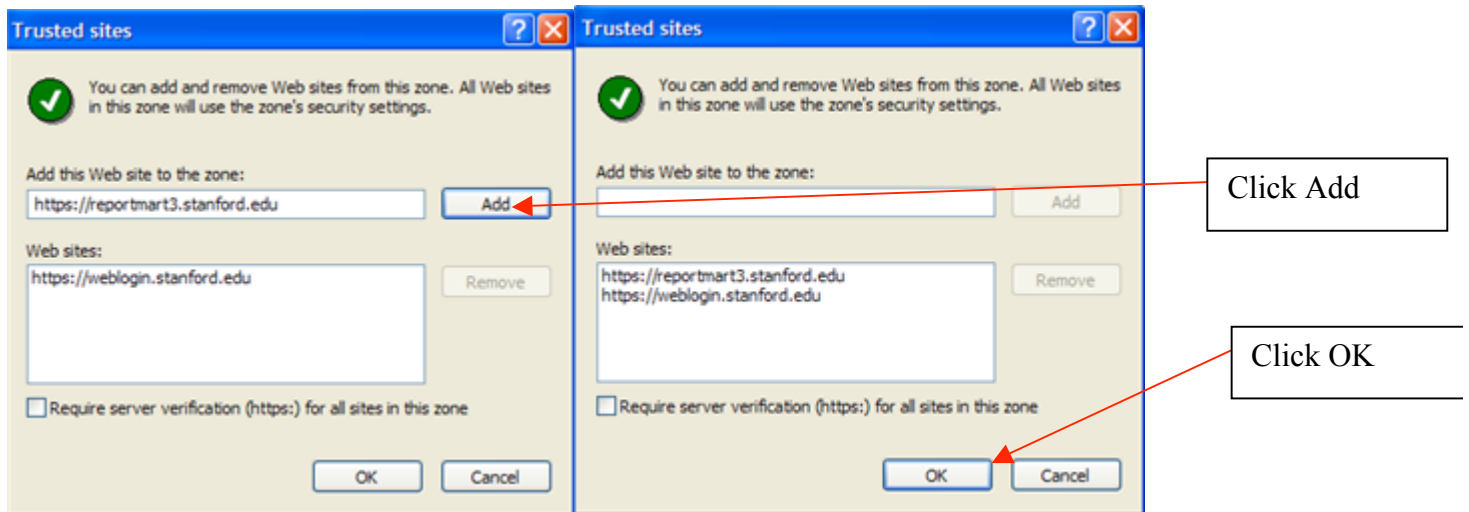 Trusted sites
You can add and remove Web sites from this zone. All Web sites
in this zone will use the zone's security settings.
Add this Web site to the zone:
https://reportmart3.stanford.edu
Add
Web sites:
https://weblogin.stanford.edu
Remove
Require server verification (https:) for all sites in this zone
OK
Cancel
Trusted sites
You can add and remove Web sites from this zone. All Web sites
in this zone will use the zone's security settings.
Add this Web site to the zone:
Add
Web sites:
https://reportmart3.stanford.edu
https://weblogin.stanford.edu
Remove
Require server verification (https:) for all sites in this zone
OK
Cancel
Click Add
Click OK